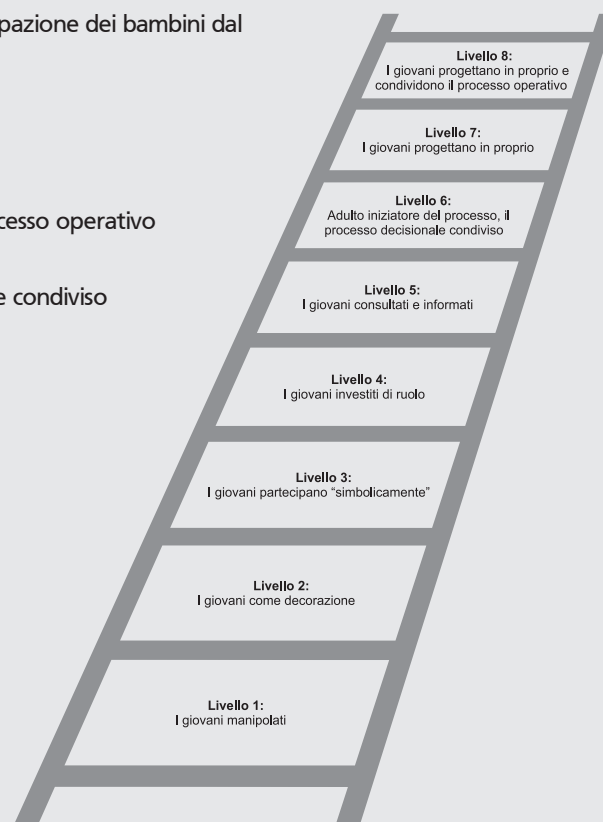 pazione dei bambini dal
cesso operativo
e condiviso
Livello 8:
I giovani progettano in proprio e
condividono il processo operativo
Livello 7:
I giovani progettano in proprio
Livello 6:
Adulto iniziatore del processo, il
processo decisionale condiviso
Livello 5:
I giovani consultati e informati
Livello 4:
I giovani investiti di ruolo
Livello 3:
I giovani partecipano “simbolicamente”
Livello 2:
I giovani come decorazione
Livello 1:
I giovani manipolati